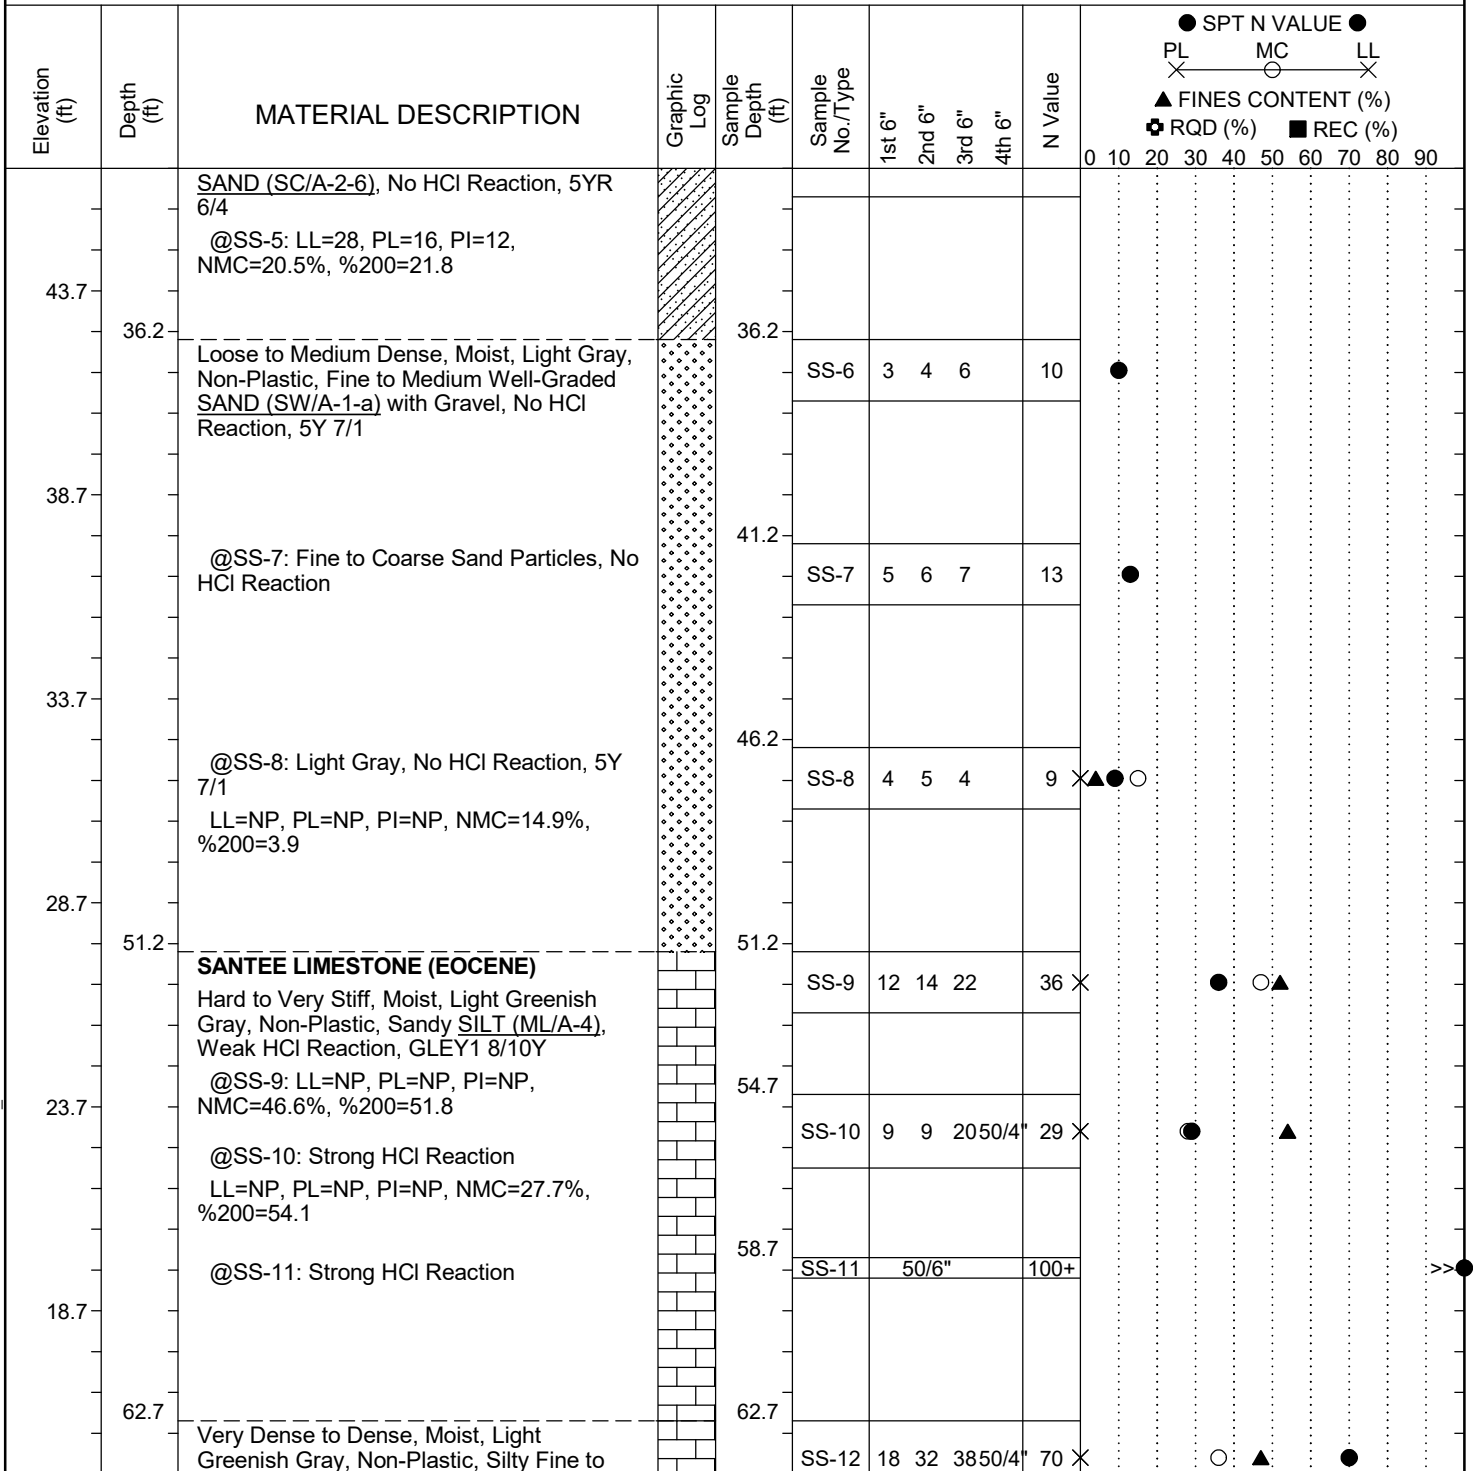 ● SPT N VALUE ●
PL MC LL
▲ FINES CONTENT (%)
RQD (%) ■ REC (%)
0 10 20 30 40 50 60 70 80 90
Elevation (ft)
Depth (ft)
MATERIAL DESCRIPTION
Graphic Log
Sample Depth (ft)
Sample No./Type
1st 6"
2nd 6"
3rd 6"
4th 6"
N Value
SAND (SC/A-2-6), No HCl Reaction, 5YR
6/4
@SS-5: LL=28, PL=16, PI=12,
NMC=20.5%, %200=21.8
43.7
36.2 36.2
Loose to Medium Dense, Moist, Light Gray,
Non-Plastic, Fine to Medium Well-Graded
SAND (SW/A-1-a) with Gravel, No HCl
Reaction, 5Y 7/1
SS-6 3 4 6 10
38.7
41.2
@SS-7: Fine to Coarse Sand Particles, No
HCl Reaction
SS-7 5 6 7 13
33.7
46.2
@SS-8: Light Gray, No HCl Reaction, 5Y
7/1
SS-8 4 5 4 9
LL=NP, PL=NP, PI=NP, NMC=14.9%,
%200=3.9
28.7
51.2 51.2
SANTEE LIMESTONE (EOCENE)
SS-9 12 14 22 36
Hard to Very Stiff, Moist, Light Greenish
Gray, Non-Plastic, Sandy SILT (ML/A-4),
Weak HCl Reaction, GLEY1 8/10Y
@SS-9: LL=NP, PL=NP, PI=NP,
NMC=46.6%, %200=51.8
54.7
23.7
SS-10 9 9 20 50/4" 29
@SS-10: Strong HCl Reaction
LL=NP, PL=NP, PI=NP, NMC=27.7%,
%200=54.1
58.7
@SS-11: Strong HCl Reaction
SS-11 50/6" 100+ >>
18.7
62.7 62.7
Very Dense to Dense, Moist, Light
Greenish Gray, Non-Plastic, Silty Fine to
SS-12 18 32 38 50/4" 70